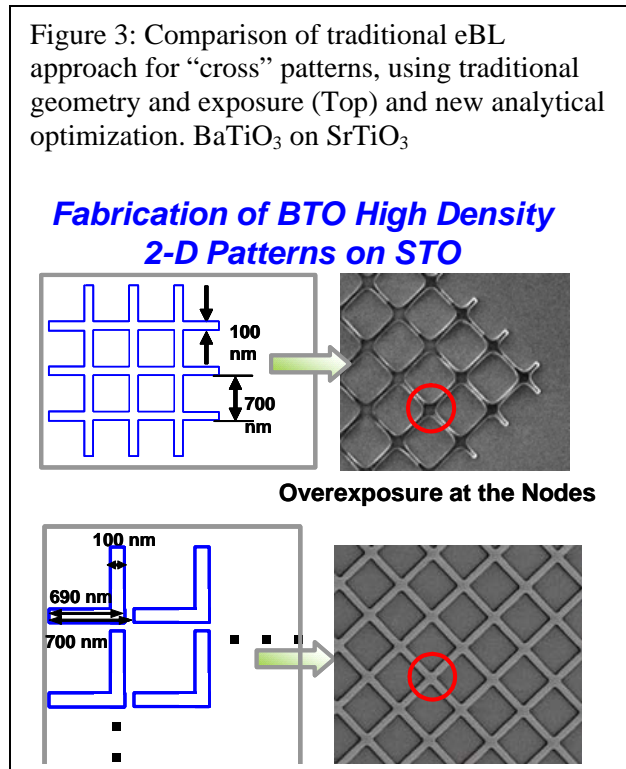 Figure 3: Comparison of traditional eBL
approach for “cross” patterns, using traditional
geometry and exposure (Top) and new analytical
optimization. BaTiO₃ on SrTiO₃
Fabrication of BTO High Density
2-D Patterns on STO
100
nm
700
nm
Overexposure at the Nodes
100 nm
690 nm
700 nm